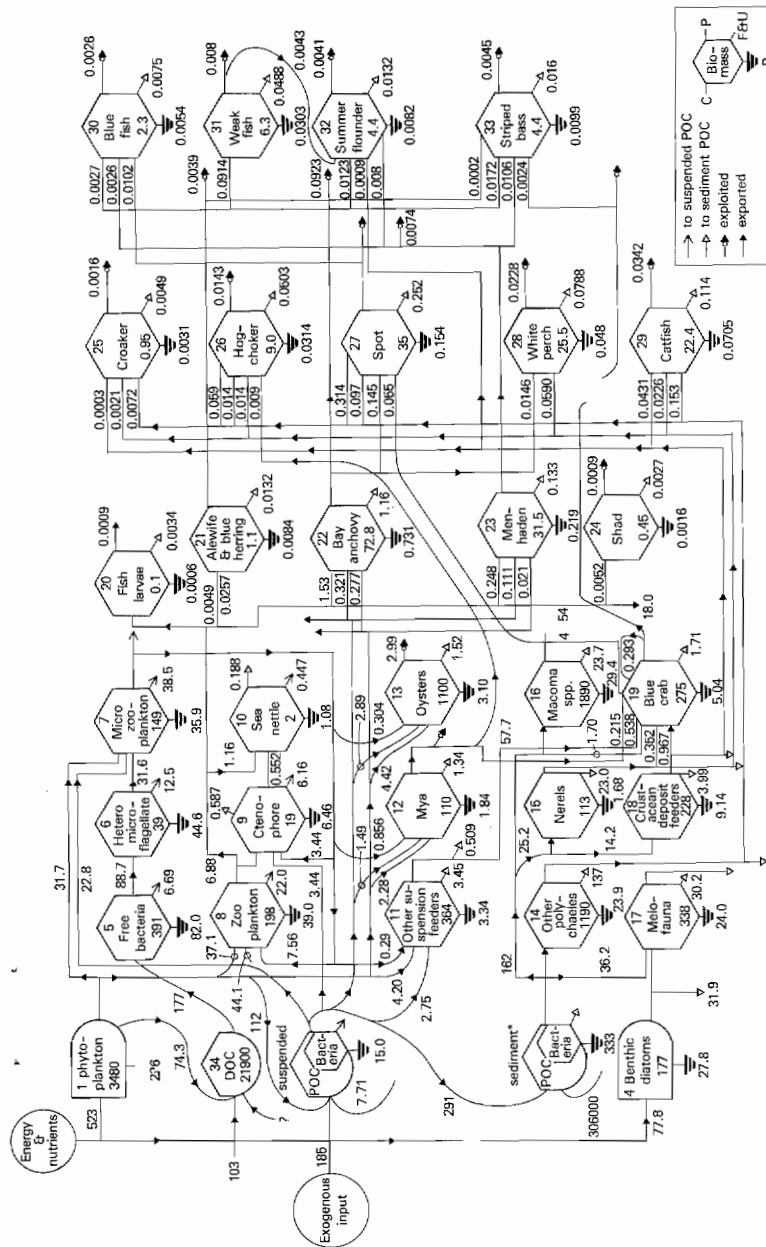 Energy
&
nutrients
Exogenous
input
523
103
186
77.8
1 phyto-
plankton
3480
226
74.3
34
DOC
21900
?
177
112
suspended
POC
Bact-
eria
15.0
7.71
291
sediment*
POC
Bact-
eria
333
306000
4 Benthic
diatoms
177
27.8
31.9
31.7
22.8
5
Free
bacteria
391
6.69
82.0
88.7
6
Hetero
micro-
flagellate
39
12.5
44.6
31.6
7
Micro
zoo-
plankton
149
38.5
35.9
37.1
44.1
8
Zoo
plankton
198
22.0
39.0
7.56
6.88
9
Cteno-
phore
19
0.587
6.16
6.46
3.44
3.44
1.16
0.552
10
Sea
nettle
2
0.188
0.447
1.08
0.29
4.20
2.75
11
Other su-
spension
feeders
364
0.509
3.45
3.34
2.28
1.49
0.856
12
Mya
110
1.34
1.84
4.42
2.89
0.304
13
Oysters
1100
2.99
1.52
3.10
162
36.2
14
Other
poly-
chaetes
1190
137
23.9
25.2
14.2
15
Nereis
113
23.0
1.68
57.7
16
Macoma
spp.
1890
23.7
29.4
54
4
18.0
17
Meio-
fauna
338
30.2
24.0
18
Crust-
acean
deposit
feeders
228
3.99
9.14
1.70
0.293
0.215
0.538
0.352
0.967
19
Blue
crab
275
1.71
5.04
20
Fish
larvae
0.1
0.0009
0.0034
0.0006
0.0049
0.0257
21
Alewife
& blue
herring
1.1
0.0132
0.0084
0.0039
1.53
0.321
0.277
22
Bay
anchovy
72.8
1.16
0.731
0.0923
0.248
0.111
0.021
23
Men-
haden
31.5
0.133
0.219
0.0074
0.0052
24
Shad
0.45
0.0009
0.0027
0.0016
0.0003
0.0021
0.0072
25
Croaker
0.95
0.0016
0.0049
0.0031
0.059
0.014
0.014
0.009
26
Hog-
choker
9.0
0.0143
0.0603
0.0314
0.314
0.097
0.145
0.065
27
Spot
35
0.252
0.154
0.0146
0.0590
28
White
perch
25.5
0.0228
0.0788
0.048
0.0431
0.0226
0.153
29
Catfish
22.4
0.0342
0.114
0.0705
0.0027
0.0026
0.0102
30
Blue
fish
2.3
0.0026
0.0075
0.0054
0.0914
31
Weak
fish
6.3
0.008
0.0488
0.0303
0.0043
0.0123
0.0009
0.008
32
Summer
flounder
4.4
0.0041
0.0132
0.0082
0.0002
0.0172
0.0106
0.0024
33
Striped
bass
4.4
0.0045
0.016
0.0099
to suspended POC
to sediment POC
exploited
exported
C
Bio-
mass
P
F&U
R